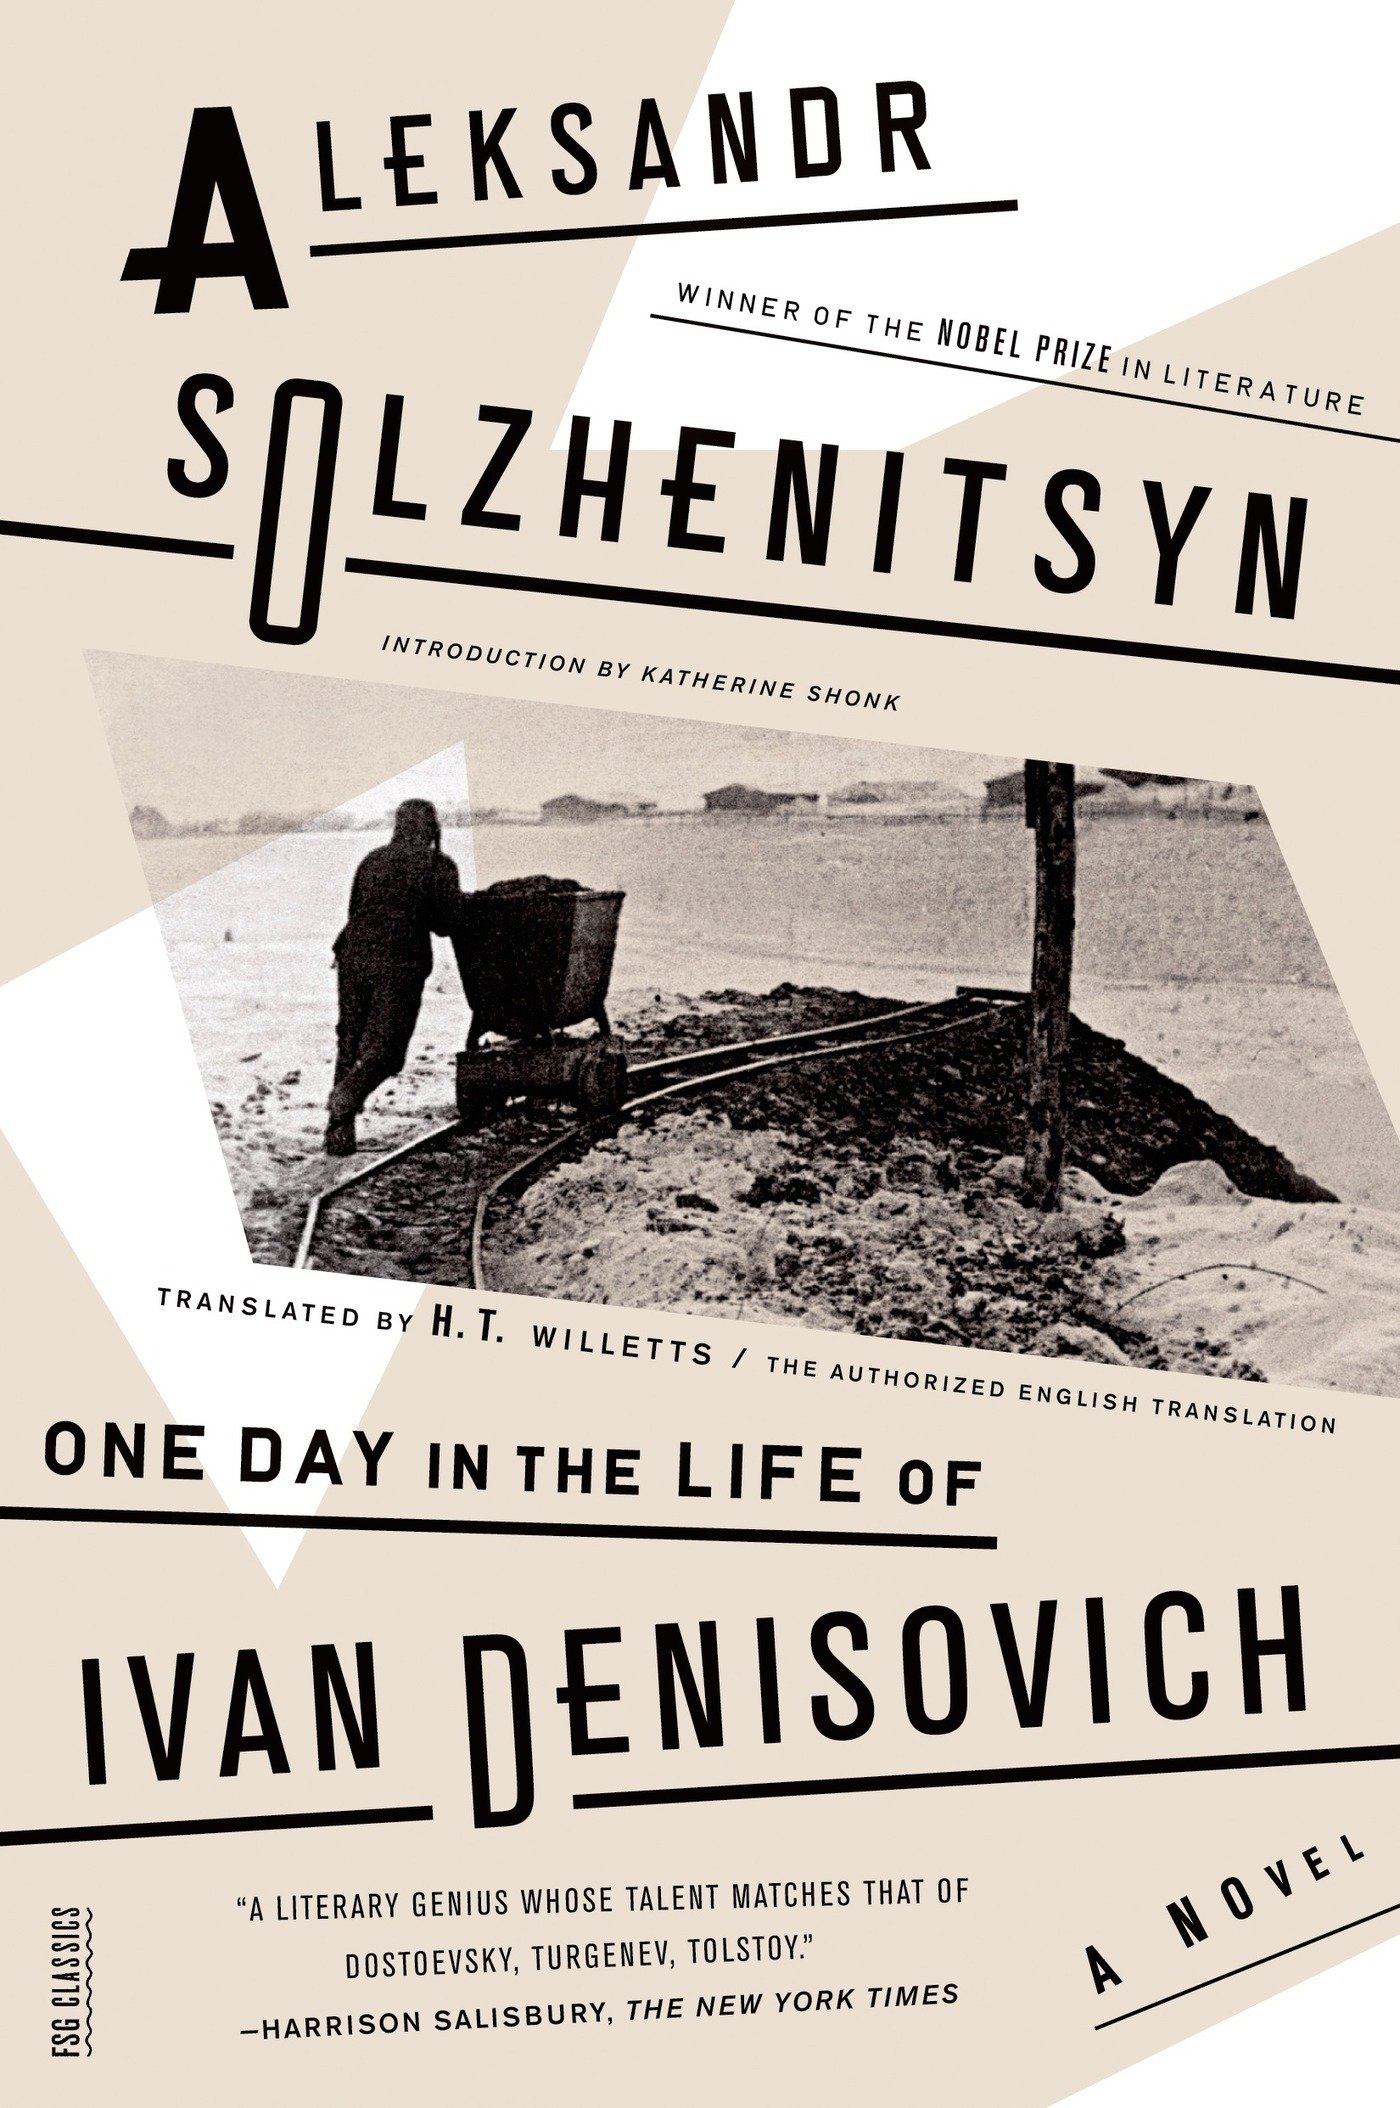 ALEKSANDR
WINNER OF THE NOBEL PRIZE IN LITERATURE
SOLZHENITSYN
INTRODUCTION BY KATHERINE SHONK
TRANSLATED BY H. T. WILLETTS / THE AUTHORIZED ENGLISH TRANSLATION
ONE DAY IN THE LIFE OF
IVAN DENISOVICH
A NOVEL
“A LITERARY GENIUS WHOSE TALENT MATCHES THAT OF
DOSTOEVSKY, TURGENEV, TOLSTOY.”
—HARRISON SALISBURY, THE NEW YORK TIMES
FSG CLASSICS